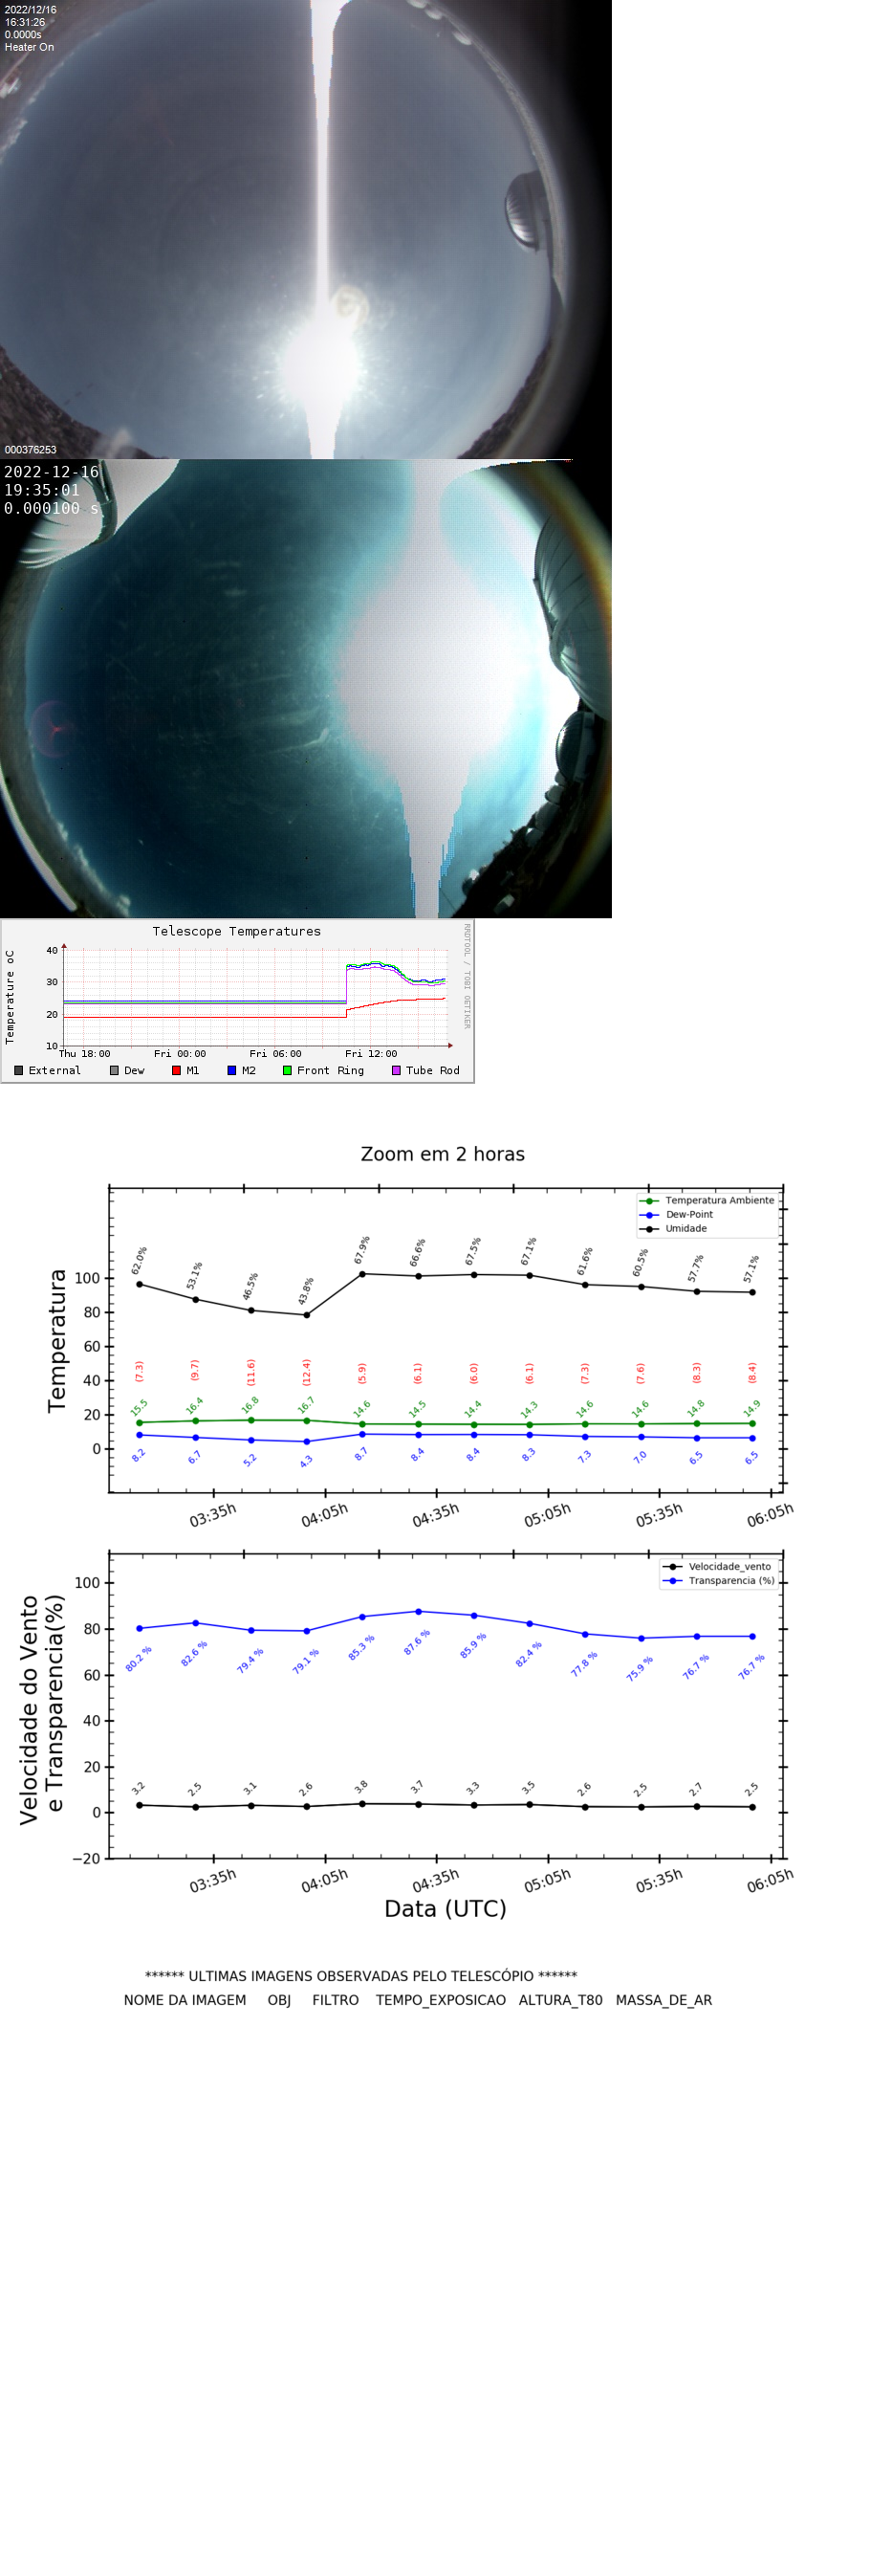 2022/12/16
16:31:26
0.0000s
Heater On
000376253
2022-12-16
19:35:01
0.000100 s
Telescope Temperatures
RRDTOOL / TOBI OETIKER
Temperature oC
40
30
20
10
Thu 18:00 Fri 00:00 Fri 06:00 Fri 12:00
External Dew M1 M2 Front Ring Tube Rod
Zoom em 2 horas
Temperatura Ambiente
Dew-Point
Umidade
Temperatura
100
80
60
40
20
0
62.0% 53.1% 46.5% 43.8% 67.9% 66.6% 67.5% 67.1% 61.6% 60.5% 57.7% 57.1%
(7.3) (9.7) (11.6) (12.4) (5.9) (6.1) (6.0) (6.1) (7.3) (7.6) (8.3) (8.4)
15.5 16.4 16.8 16.7 14.6 14.5 14.4 14.3 14.6 14.6 14.8 14.9
8.2 6.7 5.2 4.3 8.7 8.4 8.4 8.3 7.3 7.0 6.5 6.5
03:35h 04:05h 04:35h 05:05h 05:35h 06:05h
Velocidade_vento
Transparencia (%)
Velocidade do Vento
e Transparencia(%)
100
80
60
40
20
0
−20
80.2 % 82.6 % 79.4 % 79.1 % 85.3 % 87.6 % 85.9 % 82.4 % 77.8 % 75.9 % 76.7 % 76.7 %
3.2 2.5 3.1 2.6 3.8 3.7 3.3 3.5 2.6 2.5 2.7 2.5
03:35h 04:05h 04:35h 05:05h 05:35h 06:05h
Data (UTC)
****** ULTIMAS IMAGENS OBSERVADAS PELO TELESCÓPIO ******
NOME DA IMAGEM OBJ FILTRO TEMPO_EXPOSICAO ALTURA_T80 MASSA_DE_AR